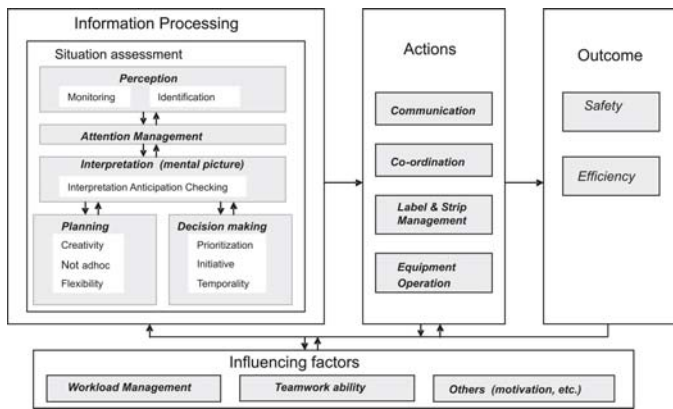 Information Processing
Situation assessment
Perception
Monitoring Identification
Attention Management
Interpretation (mental picture)
Interpretation Anticipation Checking
Planning
Creativity
Not adhoc
Flexibility
Decision making
Prioritization
Initiative
Temporality
Actions
Communication
Co-ordination
Label & Strip
Management
Equipment
Operation
Outcome
Safety
Efficiency
Influencing factors
Workload Management
Teamwork ability
Others (motivation, etc.)